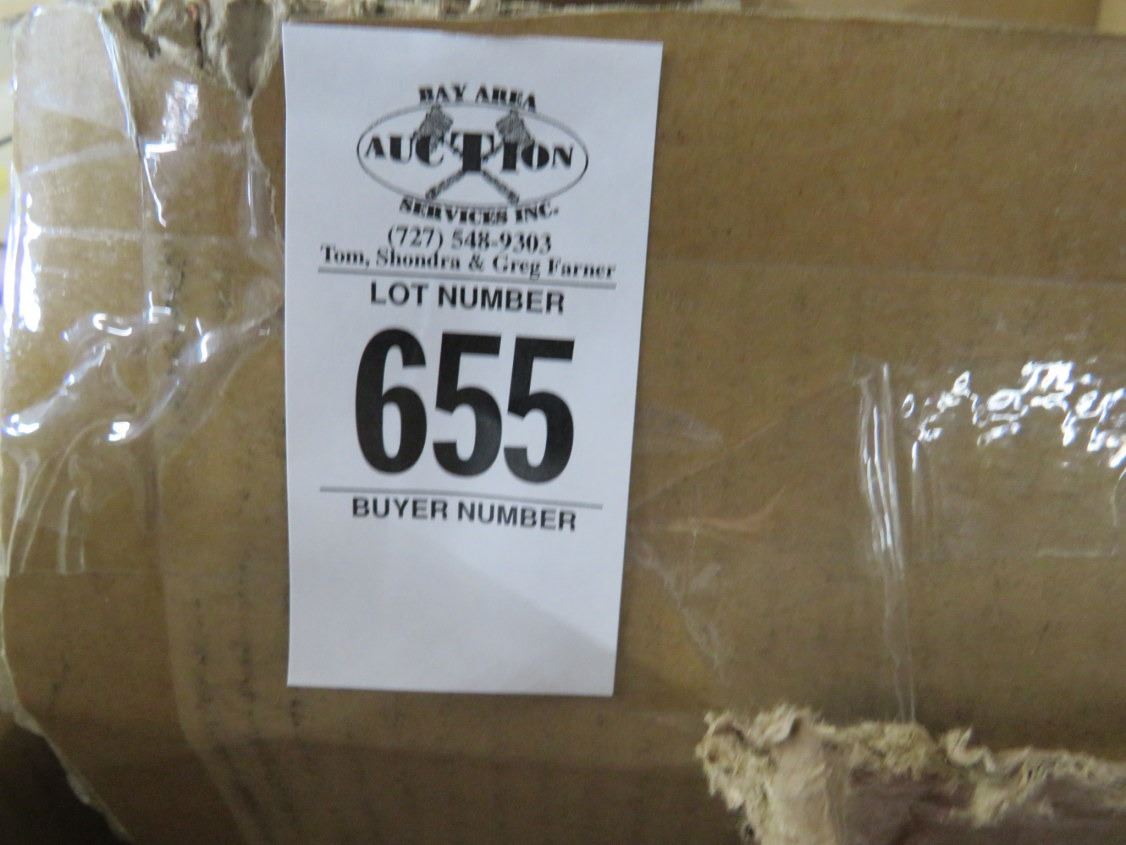 BAY AREA
AUCTION
SERVICES INC.
(727) 548-9303
Tom, Shondra & Greg Farner
LOT NUMBER
655
BUYER NUMBER